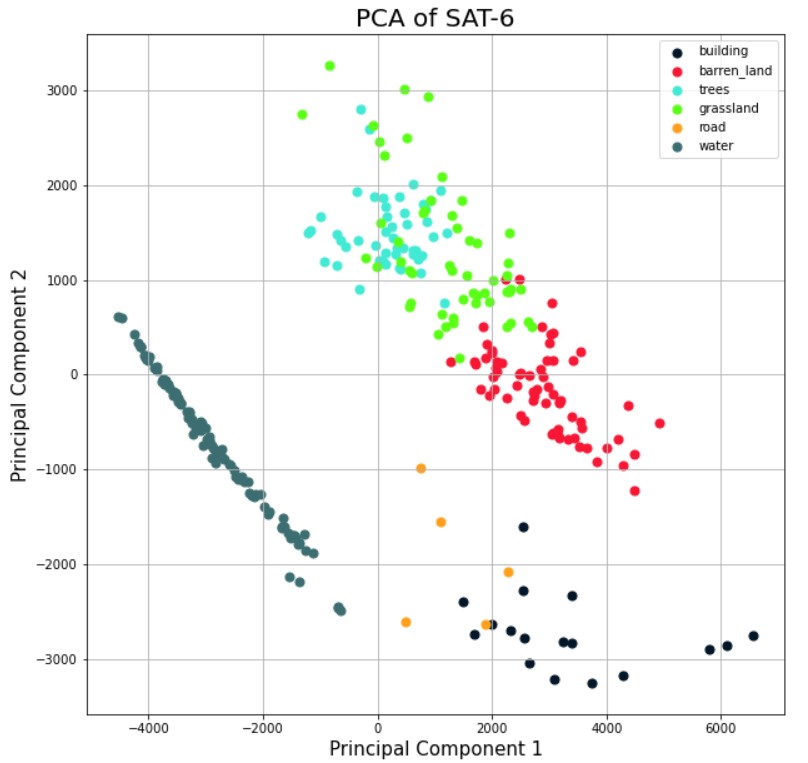 PCA of SAT-6
building
barren_land
trees
grassland
road
water
3000
2000
1000
0
−1000
−2000
−3000
Principal Component 2
−4000 −2000 0 2000 4000 6000
Principal Component 1